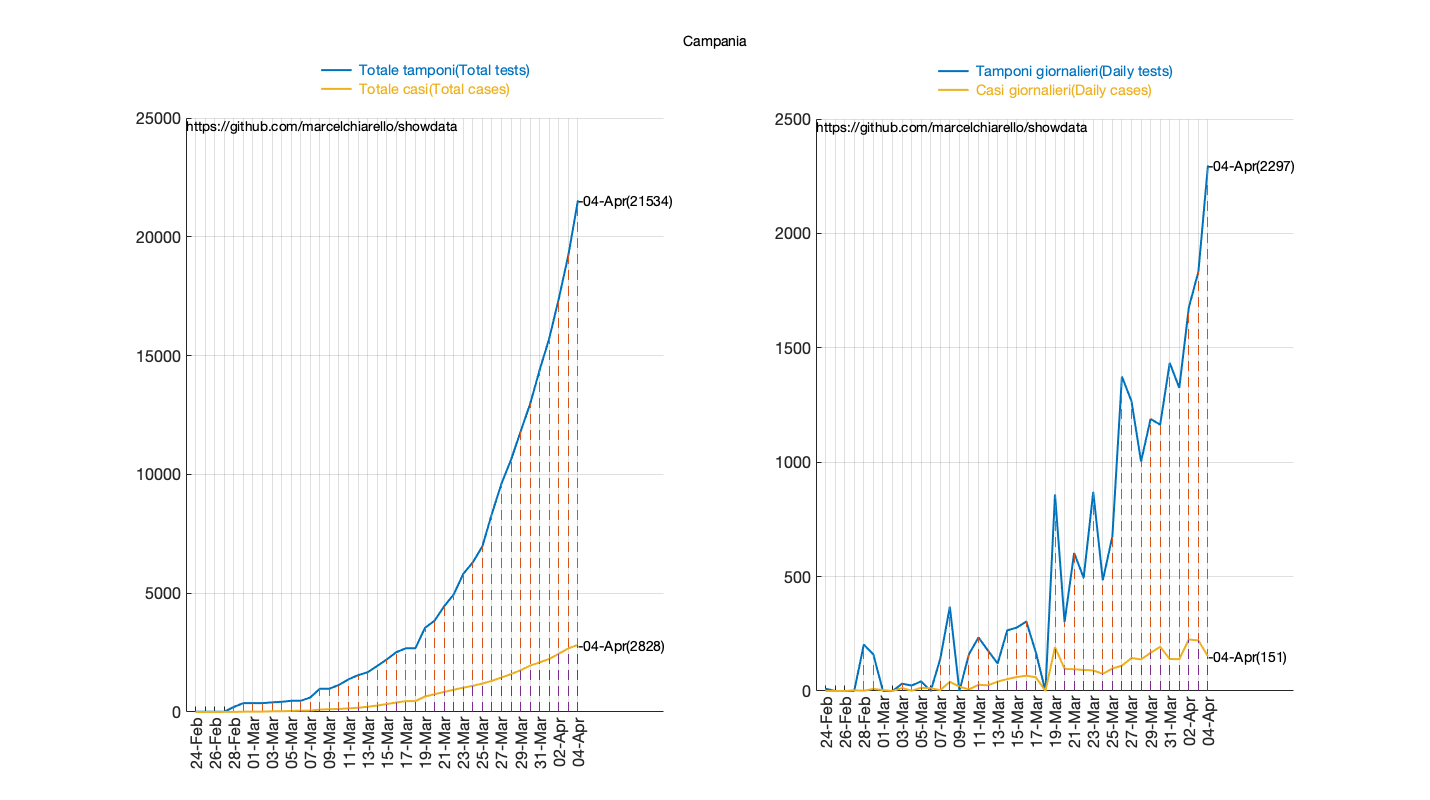 Campania
Totale tamponi(Total tests)
Totale casi(Total cases)
25000
20000
15000
10000
5000
0
https://github.com/marcelchiarello/showdata
04-Apr(21534)
04-Apr(2828)
24-Feb
26-Feb
28-Feb
01-Mar
03-Mar
05-Mar
07-Mar
09-Mar
11-Mar
13-Mar
15-Mar
17-Mar
19-Mar
21-Mar
23-Mar
25-Mar
27-Mar
29-Mar
31-Mar
02-Apr
04-Apr
Tamponi giornalieri(Daily tests)
Casi giornalieri(Daily cases)
2500
2000
1500
1000
500
0
https://github.com/marcelchiarello/showdata
04-Apr(2297)
04-Apr(151)
24-Feb
26-Feb
28-Feb
01-Mar
03-Mar
05-Mar
07-Mar
09-Mar
11-Mar
13-Mar
15-Mar
17-Mar
19-Mar
21-Mar
23-Mar
25-Mar
27-Mar
29-Mar
31-Mar
02-Apr
04-Apr